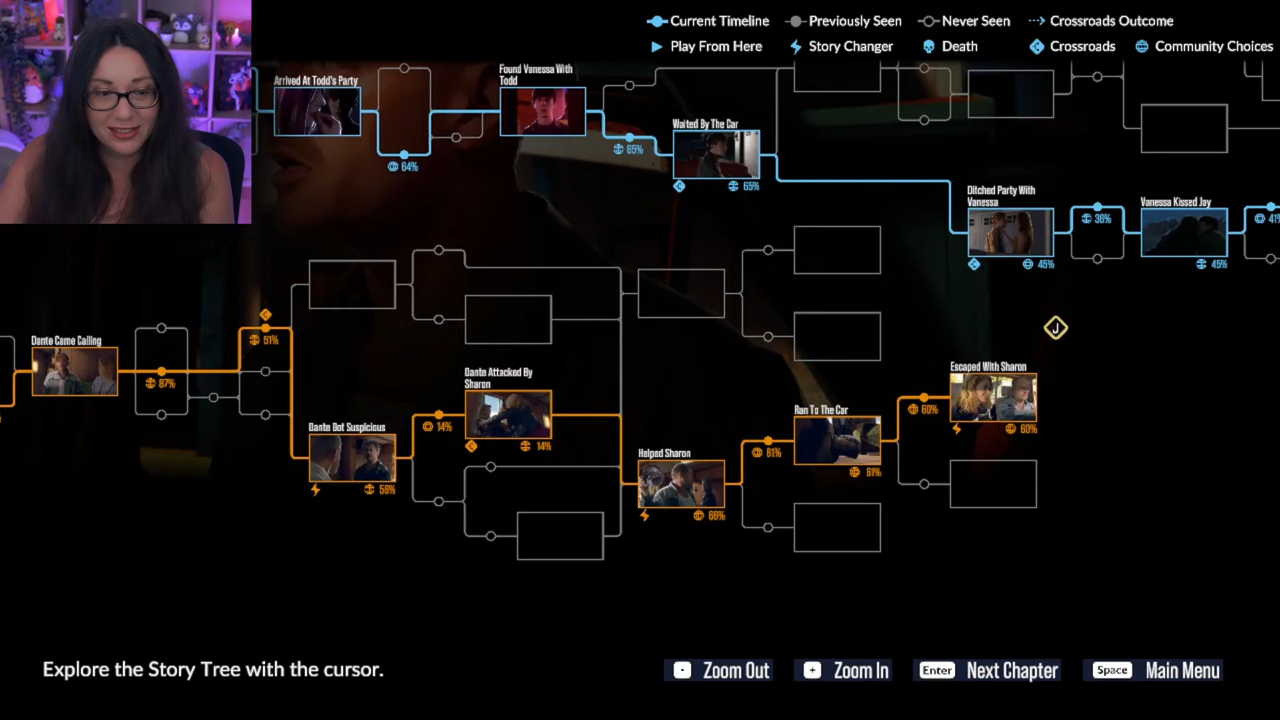 Current Timeline
Previously Seen
Never Seen
Crossroads Outcome
Play From Here
Story Changer
Death
Crossroads
Community Choices
Arrived At Todd's Party
64%
Found Vanessa With
Todd
65%
Waited By The Car
65%
Ditched Party With
Vanessa
45%
38%
Vanessa Kissed Jay
45%
41%
Dante Came Calling
87%
51%
Dante Got Suspicious
58%
14%
Dante Attacked By
Sharon
14%
Helped Sharon
66%
61%
Ran To The Car
61%
60%
Escaped With Sharon
60%
J
Explore the Story Tree with the cursor.
- Zoom Out
+ Zoom In
Enter Next Chapter
Space Main Menu